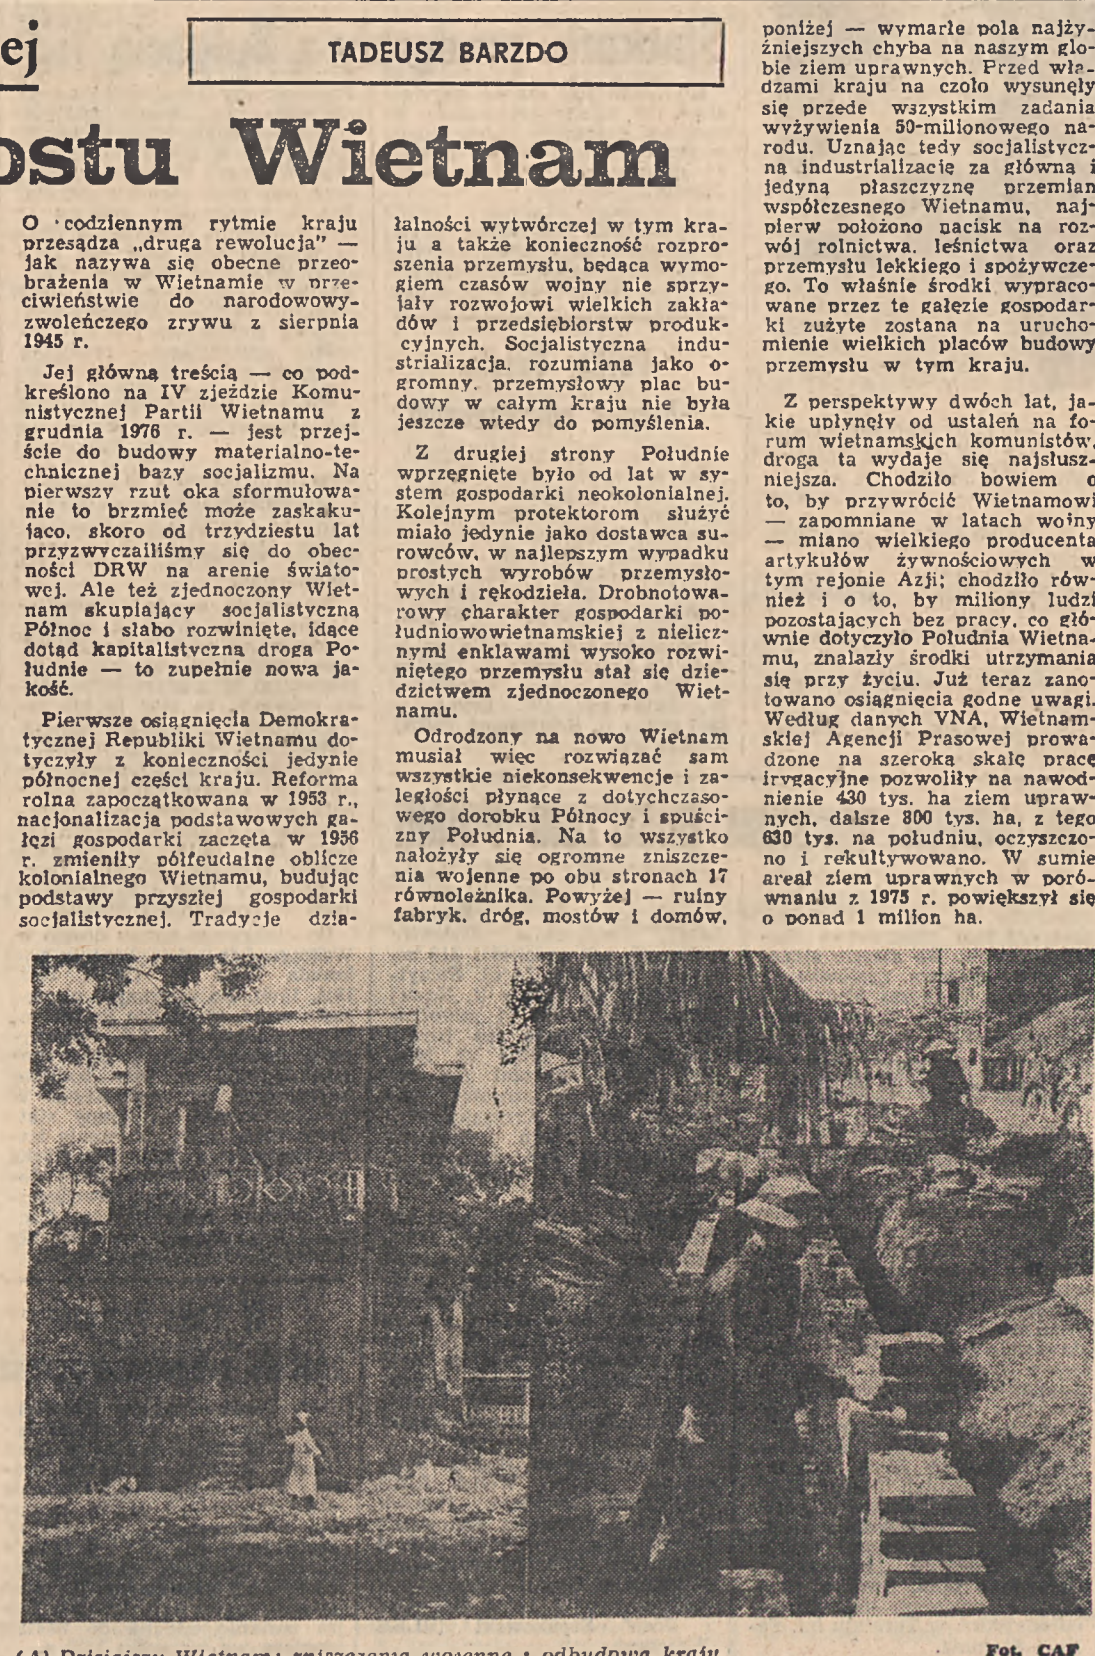 ej
TADEUSZ BARZDO
ostu Wietnam
O codziennym rytmie kraju
przesądza „druga rewolucja" —
jak nazywa się obecne przeo-
brażenia w Wietnamie w prze-
ciwieństwie do narodowowy-
zwoleńczego zrywu z sierpnia
1945 r.
Jej główną treścią — co pod-
kreślono na IV zjeździe Komu-
nistycznej Partii Wietnamu z
grudnia 1976 r. — jest przej-
ście do budowy materialno-te-
chnicznej bazy socjalizmu. Na
pierwszy rzut oka sformułowa-
nie to brzmieć może zaskaku-
jąco, skoro od trzydziestu lat
przyzwyczailiśmy się do obec-
ności DRW na arenie świato-
wej. Ale też zjednoczony Wiet-
nam skupiający socjalistyczną
Północ i słabo rozwinięte, idące
dotąd kapitalistyczną drogą Po-
łudnie — to zupełnie nowa ja-
kość.
Pierwsze osiągnięcia Demokra-
tycznej Republiki Wietnamu do-
tyczyły z konieczności jedynie
północnej części kraju. Reforma
rolna zapoczątkowana w 1953 r.,
nacjonalizacja podstawowych ga-
łęzi gospodarki zaczęta w 1956
r. zmieniły półfeudalne oblicze
kolonialnego Wietnamu, budując
podstawy przyszłej gospodarki
socjalistycznej. Tradycje dzia-
łalności wytwórczej w tym kra-
ju a także konieczność rozpro-
szenia przemysłu, będąca wymo-
giem czasów wojny nie sprzy-
jały rozwojowi wielkich zakła-
dów i przedsiębiorstw produk-
cyjnych. Socjalistyczna indu-
strializacja, rozumiana jako o-
gromny, przemysłowy plac bu-
dowy w całym kraju nie była
jeszcze wtedy do pomyślenia.
Z drugiej strony Południe
wprzęgnięte było od lat w sy-
stem gospodarki neokolonialnej.
Kolejnym protektorom służyć
miało jedynie jako dostawca su-
rowców, w najlepszym wypadku
prostych wyrobów przemysło-
wych i rękodzieła. Drobnotowa-
rowy charakter gospodarki po-
łudniowowietnamskiej z nielicz-
nymi enklawami wysoko rozwi-
niętego przemysłu stał się dzie-
dzictwem zjednoczonego Wiet-
namu.
Odrodzony na nowo Wietnam
musiał więc rozwiązać sam
wszystkie niekonsekwencje i za-
ległości płynące z dotychczaso-
wego dorobku Północy i spuści-
zny Południa. Na to wszystko
nałożyły się ogromne zniszcze-
nia wojenne po obu stronach 17
równoleżnika. Powyżej — ruiny
fabryk, dróg, mostów i domów,
poniżej — wymarłe pola najży-
źniejszych chyba na naszym glo-
bie ziem uprawnych. Przed wła-
dzami kraju na czoło wysunęły
się przede wszystkim zadania
wyżywienia 50-milionowego na-
rodu. Uznając tedy socjalistycz-
ną industrializację za główną i
jedyną płaszczyznę przemian
współczesnego Wietnamu, naj-
pierw położono nacisk na roz-
wój rolnictwa, leśnictwa oraz
przemysłu lekkiego i spożywcze-
go. To właśnie środki wypraco-
wane przez te gałęzie gospodar-
ki zużyte zostaną na urucho-
mienie wielkich placów budowy
przemysłu w tym kraju.
Z perspektywy dwóch lat, ja-
kie upłynęły od ustaleń na fo-
rum wietnamskich komunistów,
droga ta wydaje się najsłusz-
niejsza. Chodziło bowiem o
to, by przywrócić Wietnamowi
— zapomniane w latach wojny
— miano wielkiego producenta
artykułów żywnościowych w
tym rejonie Azji; chodziło rów-
nież i o to, by miliony ludzi
pozostających bez pracy, co głó-
wnie dotyczyło Południa Wietna-
mu, znalazły środki utrzymania
się przy życiu. Już teraz zano-
towano osiągnięcia godne uwagi.
Według danych VNA, Wietnam-
skiej Agencji Prasowej prowa-
dzone na szeroką skalę prace
irygacyjne pozwoliły na nawod-
nienie 430 tys. ha ziem upraw-
nych, dalsze 800 tys. ha, z tego
630 tys. na południu, oczyszczo-
no i rekultywowano. W sumie
areał ziem uprawnych w poró-
wnaniu z 1975 r. powiększył się
o ponad 1 milion ha.
(A) Dzisiejszy Wietnam: zniszczenia wojenne i odbudowa kraju
Fot. CAF